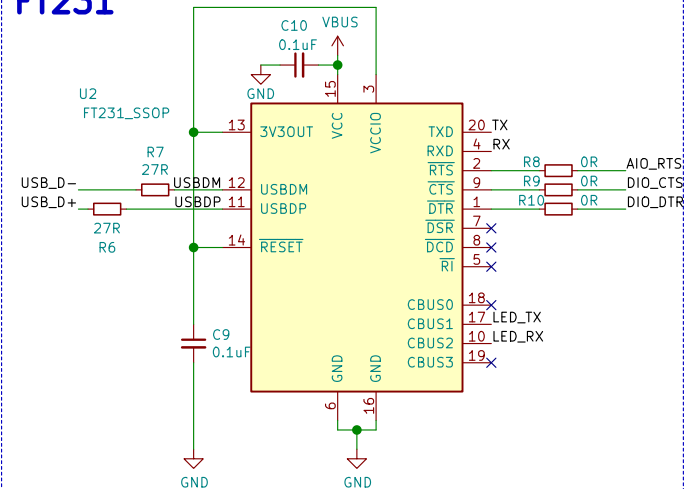 FT231
C10
0.1uF
VBUS
GND
15
3
U2
FT231_SSOP
VCC
VCCIO
13
3V3OUT
TXD
20
TX
RXD
4
RX
R7
27R
RTS
2
R8
0R
AIO_RTS
USB_D-
USBDM
12
USBDM
CTS
9
R9
0R
DIO_CTS
USB_D+
USBDP
11
USBDP
DTR
1
R10
0R
DIO_DTR
27R
R6
DSR
7
14
RESET
DCD
8
RI
5
CBUS0
18
CBUS1
17
LED_TX
C9
0.1uF
CBUS2
10
LED_RX
CBUS3
19
GND
GND
6
16
GND
GND